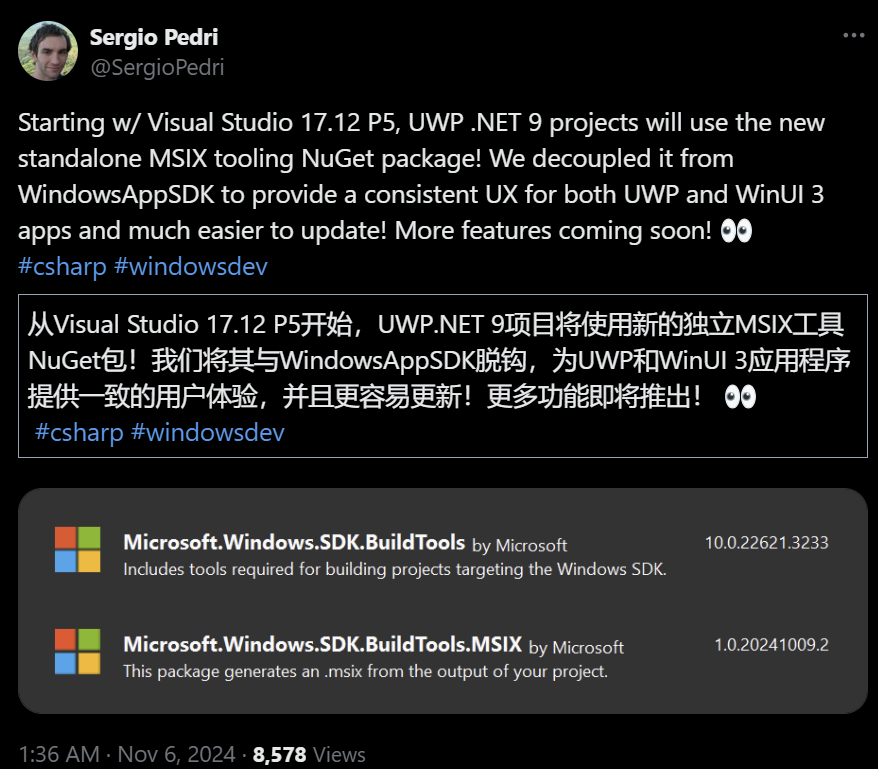 Sergio Pedri
@SergioPedri
Starting w/ Visual Studio 17.12 P5, UWP .NET 9 projects will use the new
standalone MSIX tooling NuGet package! We decoupled it from
WindowsAppSDK to provide a consistent UX for both UWP and WinUI 3
apps and much easier to update! More features coming soon! 👀
#csharp #windowsdev
从Visual Studio 17.12 P5开始，UWP.NET 9项目将使用新的独立MSIX工具
NuGet包！我们将其与WindowsAppSDK脱钩，为UWP和WinUI 3应用程序
提供一致的用户体验，并且更容易更新！更多功能即将推出！ 👀
#csharp #windowsdev
Microsoft.Windows.SDK.BuildTools by Microsoft 10.0.22621.3233
Includes tools required for building projects targeting the Windows SDK.
Microsoft.Windows.SDK.BuildTools.MSIX by Microsoft 1.0.20241009.2
This package generates an .msix from the output of your project.
1:36 AM · Nov 6, 2024 · 8,578 Views